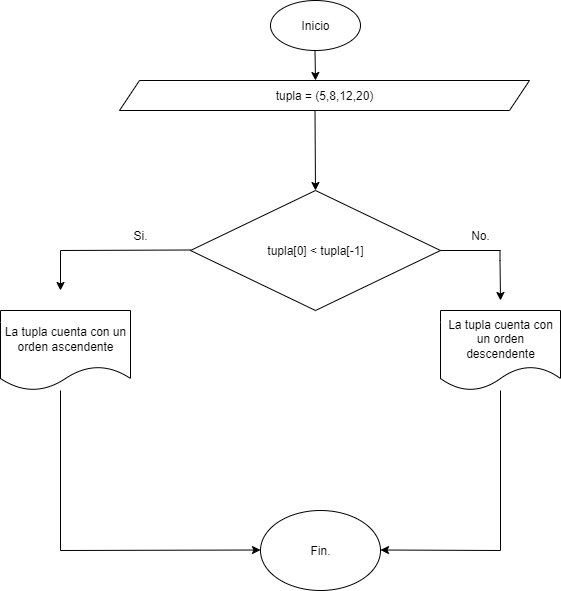 Inicio
tupla = (5,8,12,20)
Si.
No.
tupla[0] < tupla[-1]
La tupla cuenta con un
orden ascendente
La tupla cuenta con
un orden
descendente
Fin.